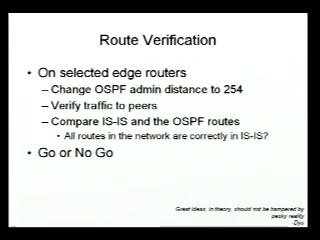 Route Verification
• On selected edge routers
– Change OSPF admin distance to 254
– Verify traffic to peers
– Compare IS-IS and the OSPF routes
• All routes in the network are correctly in IS-IS?
• Go or No Go
Great ideas, in theory, should not be hampered by
pesky reality